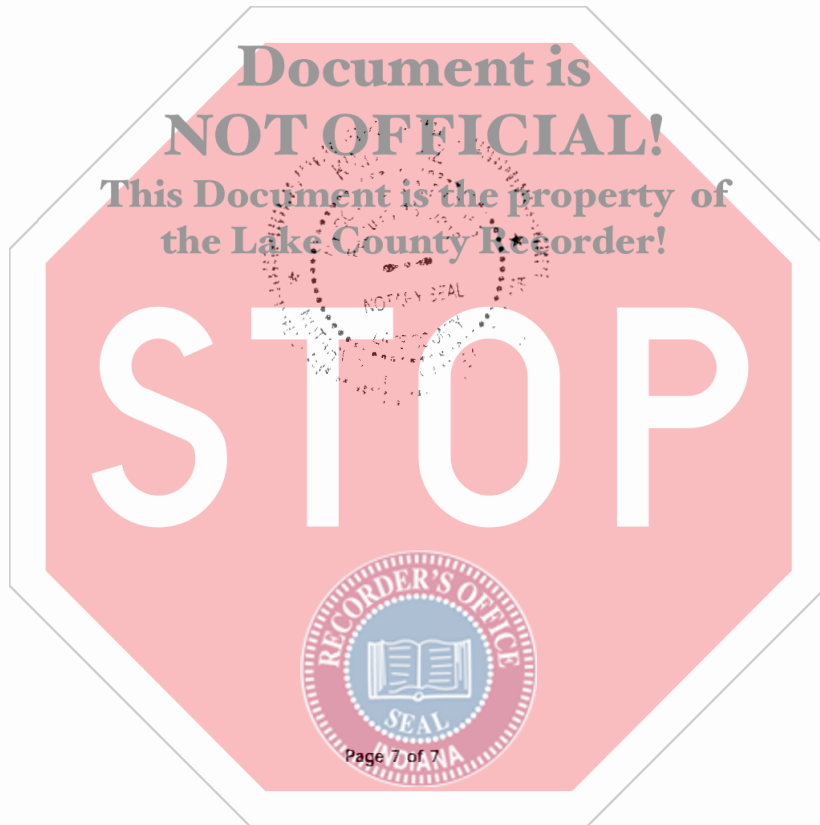 Document is
NOT OFFICIAL!
This Document is the property of
the Lake County Recorder!
NOTARY SEAL
STOP
RECORDER'S OFFICE
SEAL
INDIANA
Page 7 of 7